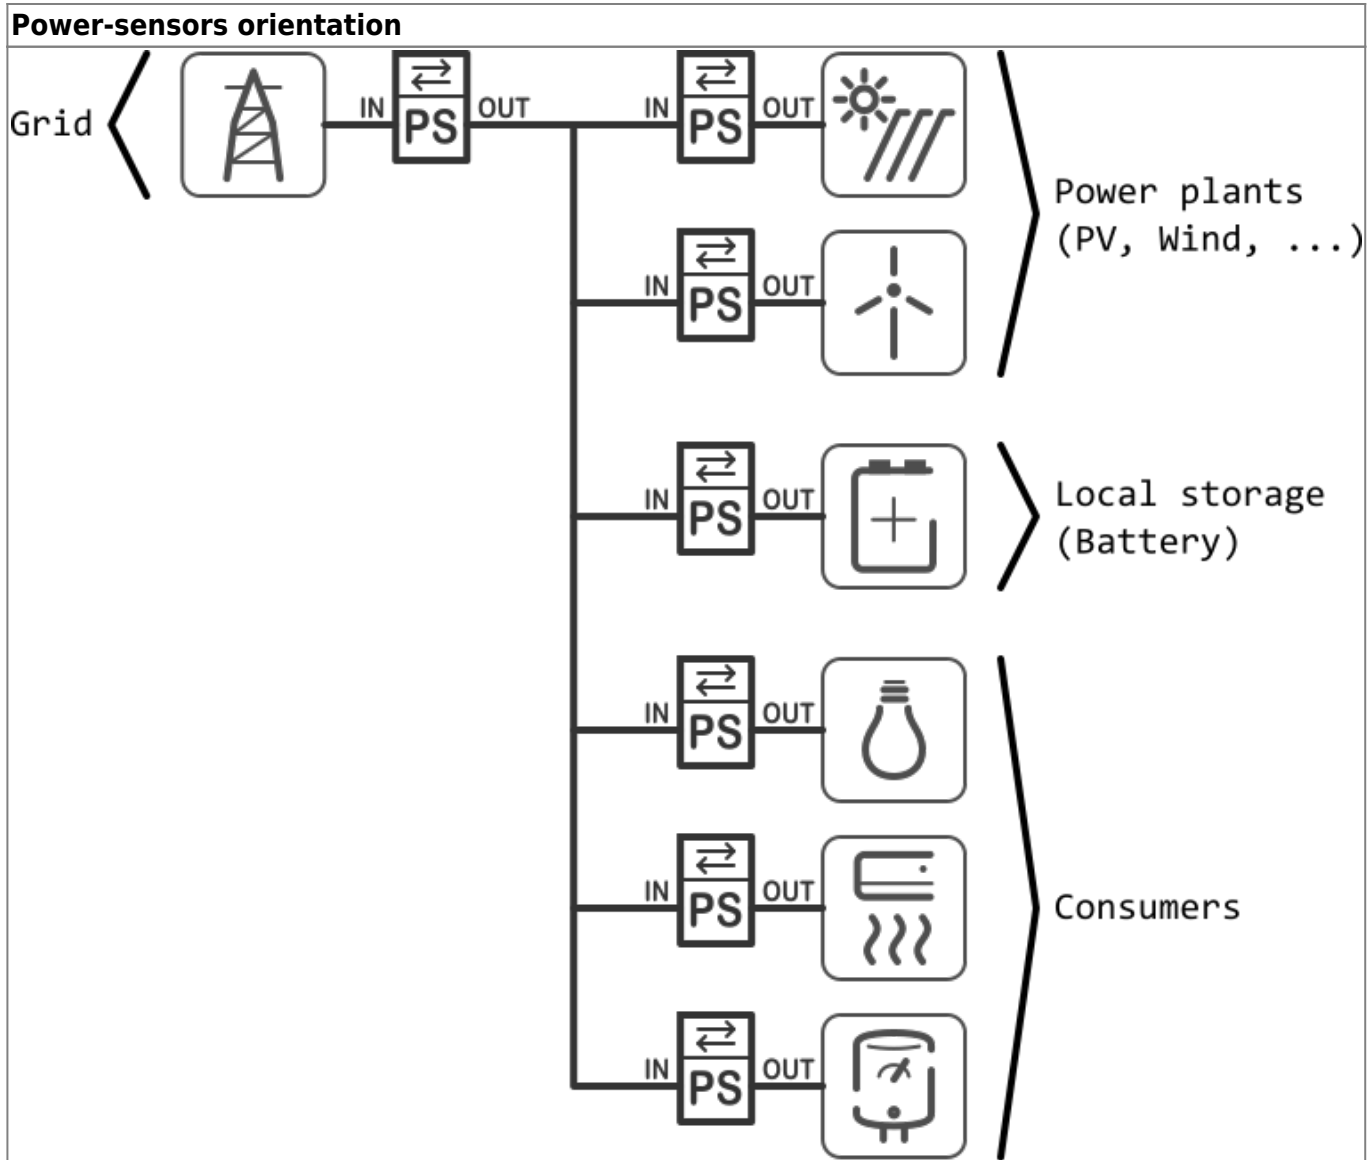 Power-sensors orientation
Grid
IN PS OUT
IN PS OUT
Power plants
(PV, Wind, ...)
IN PS OUT
IN PS OUT
Local storage
(Battery)
IN PS OUT
IN PS OUT
Consumers
IN PS OUT